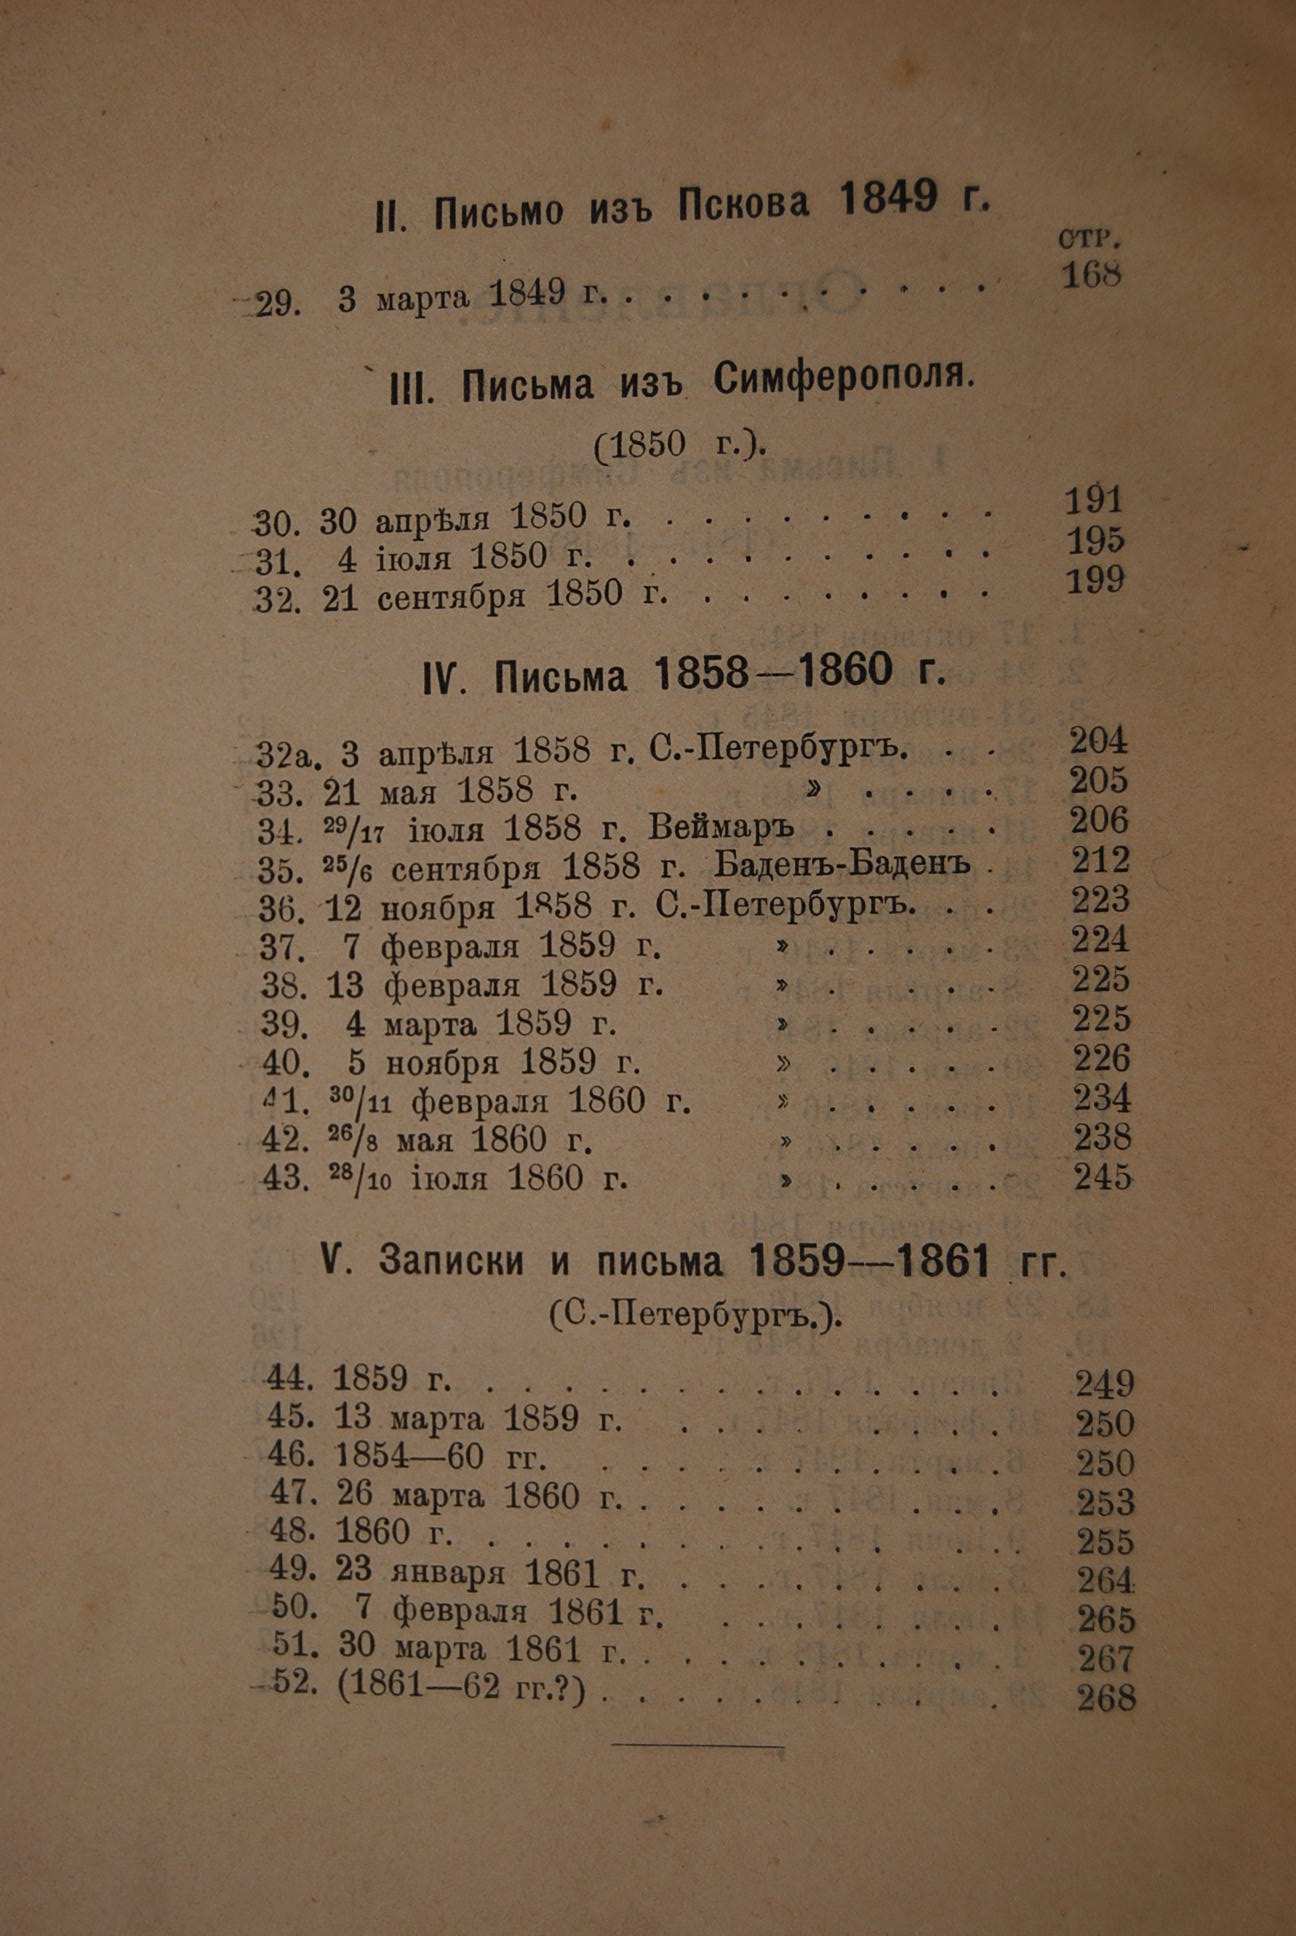 II. Письмо изъ Пскова 1849 г.
СТР.
29. 3 марта 1849 г. . . . . . . . . . . 168
III. Письма изъ Симферополя.
(1850 г.).
30. 30 апрѣля 1850 г. . . . . . . . . . 191
31. 4 іюля 1850 г. . . . . . . . . . . 195
32. 21 сентября 1850 г. . . . . . . . . 199
IV. Письма 1858—1860 г.
32а. 3 апрѣля 1858 г. С.-Петербургъ. . . 204
33. 21 мая 1858 г. » . . . . 205
34. 29/17 іюля 1858 г. Веймаръ . . . . . 206
35. 25/6 сентября 1858 г. Баденъ-Баденъ . 212
36. 12 ноября 1858 г. С.-Петербургъ. . . 223
37. 7 февраля 1859 г. » . . . . . 224
38. 13 февраля 1859 г. » . . . . . 225
39. 4 марта 1859 г. » . . . . . 225
40. 5 ноября 1859 г. » . . . . . 226
41. 30/11 февраля 1860 г. » . . . . . 234
42. 26/8 мая 1860 г. » . . . . . 238
43. 28/10 іюля 1860 г. » . . . . . 245
V. Записки и письма 1859—1861 гг.
(С.-Петербургъ.).
44. 1859 г. . . . . . . . . . . . . . . 249
45. 13 марта 1859 г. . . . . . . . . 250
46. 1854—60 гг. . . . . . . . . . . . 250
47. 26 марта 1860 г. . . . . . . . . . 253
48. 1860 г. . . . . . . . . . . . . . 255
49. 23 января 1861 г. . . . . . . . . . 264
50. 7 февраля 1861 г. . . . . . . . . 265
51. 30 марта 1861 г. . . . . . . . . . . 267
52. (1861—62 гг.?) . . . . . . . . . . 268